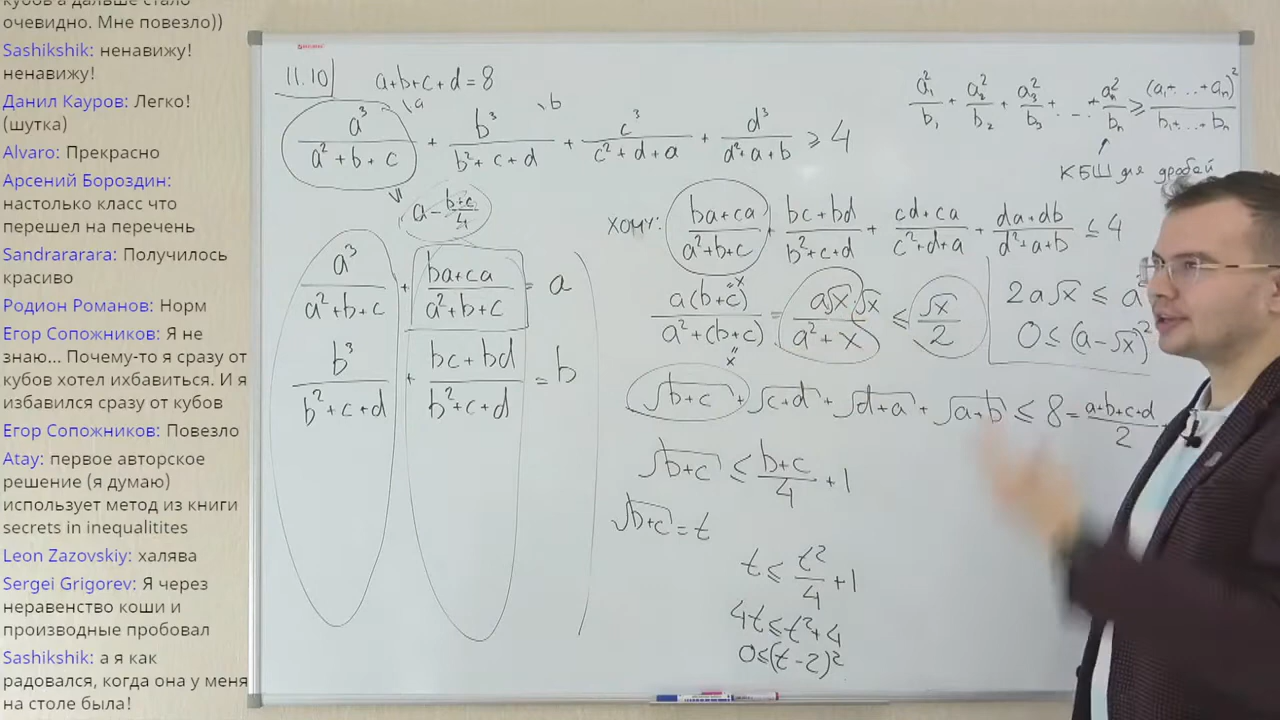 кубов а дальше стало
очевидно. Мне повезло))
Sashikshik: ненавижу!
ненавижу!
Данил Кауров: Легко!
(шутка)
Alvaro: Прекрасно
Арсений Бороздин:
настолько класс что
перешел на перечень
Sandrararara: Получилось
красиво
Родион Романов: Норм
Егор Сопожников: Я не
знаю... Почему-то я сразу от
кубов хотел ихбавиться. И я
избавился сразу от кубов
Егор Сопожников: Повезло
Atay: первое авторское
решение (я думаю)
использует метод из книги
secrets in inequalitites
Leon Zazovskiy: халява
Sergei Grigorev: Я через
неравенство коши и
производные пробовал
Sashikshik: а я как
радовался, когда она у меня
на столе была!
11.10 a+b+c+d=8
a³/(a²+b+c) + b³/(b²+c+d) + c³/(c²+d+a) + d³/(d²+a+b) ≥ 4
\a \b
VI
a - (b+c)/4
a³/(a²+b+c) + (ba+ca)/(a²+b+c) = a
b³/(b²+c+d) + (bc+bd)/(b²+c+d) = b
a₁²/b₁ + a₂²/b₂ + a₃²/b₃ + ... + aₙ²/bₙ ≥ (a₁+...+aₙ)²/(b₁+...+bₙ)
КБШ для дробей
ХОЧУ: (ba+ca)/(a²+b+c) + (bc+bd)/(b²+c+d) + (cd+ca)/(c²+d+a) + (da+db)/(d²+a+b) ≤ 4
a(b+c)/(a²+(b+c)) = a√x·√x/(a²+x) ≤ √x/2
"x
"x
2a√x ≤ a²
0 ≤ (a-√x)²
√(b+c) + √(c+d) + √(d+a) + √(a+b) ≤ 8 = (a+b+c+d)/2 +
√(b+c) ≤ (b+c)/4 + 1
√(b+c) = t
t ≤ t²/4 + 1
4t ≤ t²+4
0 ≤ (t-2)²